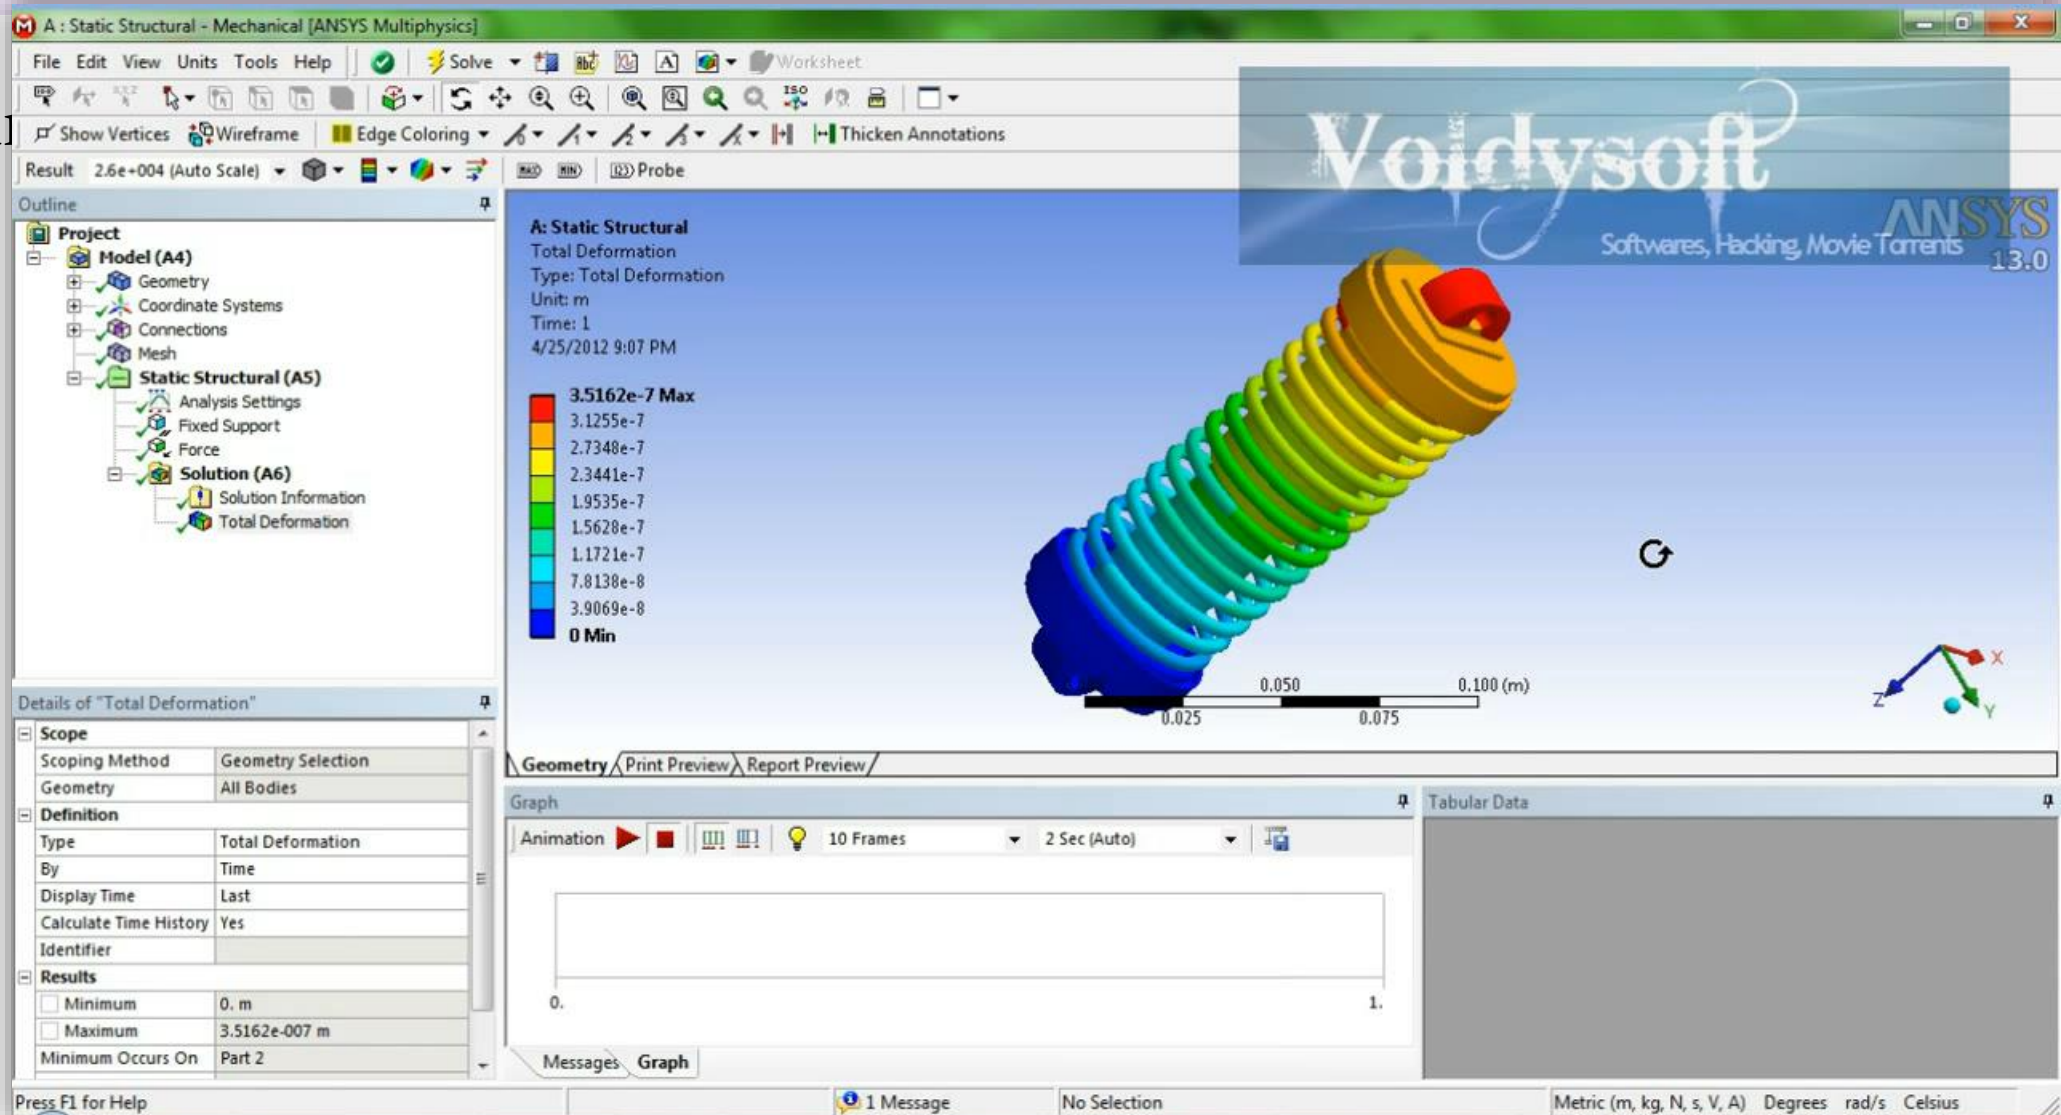 A : Static Structural - Mechanical [ANSYS Multiphysics]
File Edit View Units Tools Help Solve Worksheet
Show Vertices Wireframe Edge Coloring Thicken Annotations
Result 2.6e+004 (Auto Scale) Probe
Voidysoft
Softwares, Hacking, Movie Torrents
ANSYS
13.0
Outline
Project
Model (A4)
Geometry
Coordinate Systems
Connections
Mesh
Static Structural (A5)
Analysis Settings
Fixed Support
Force
Solution (A6)
Solution Information
Total Deformation
A: Static Structural
Total Deformation
Type: Total Deformation
Unit: m
Time: 1
4/25/2012 9:07 PM
3.5162e-7 Max
3.1255e-7
2.7348e-7
2.3441e-7
1.9535e-7
1.5628e-7
1.1721e-7
7.8138e-8
3.9069e-8
0 Min
0.050 0.100 (m)
0.025 0.075
X
Y
Z
Details of "Total Deformation"
Scope
Scoping Method Geometry Selection
Geometry All Bodies
Definition
Type Total Deformation
By Time
Display Time Last
Calculate Time History Yes
Identifier
Results
Minimum 0. m
Maximum 3.5162e-007 m
Minimum Occurs On Part 2
Geometry Print Preview Report Preview
Graph
Animation 10 Frames 2 Sec (Auto)
0. 1.
Messages Graph
Tabular Data
Press F1 for Help 1 Message No Selection Metric (m, kg, N, s, V, A) Degrees rad/s Celsius